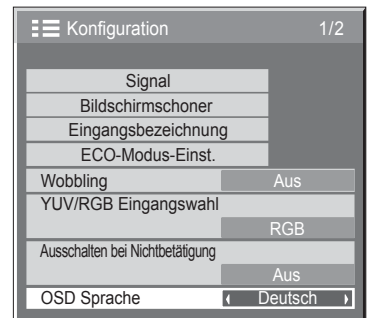 Konfiguration 1/2
Signal
Bildschirmschoner
Eingangsbezeichnung
ECO-Modus-Einst.
Wobbling Aus
YUV/RGB Eingangswahl
RGB
Ausschalten bei Nichtbetätigung
Aus
OSD Sprache Deutsch